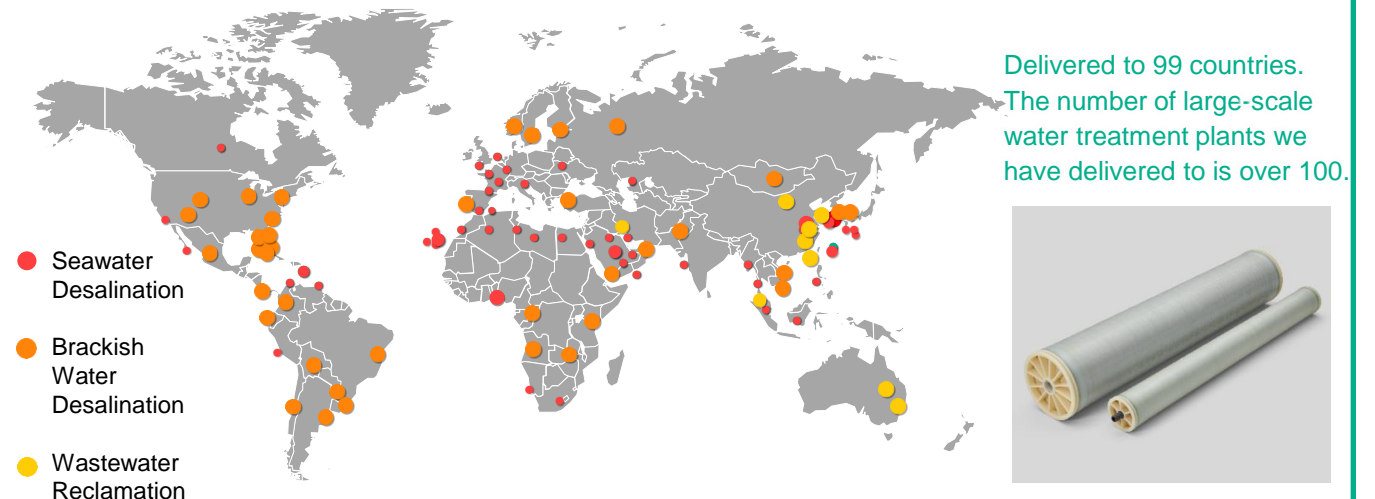 Delivered to 99 countries.
The number of large-scale
water treatment plants we
have delivered to is over 100.
Seawater
Desalination
Brackish
Water
Desalination
Wastewater
Reclamation